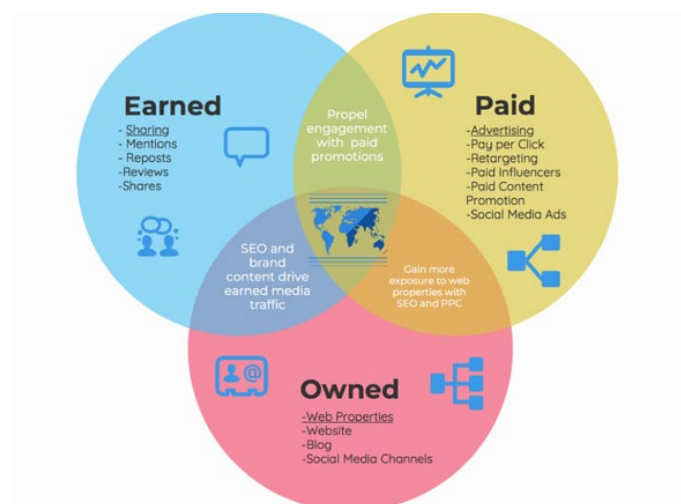 Earned
- Sharing
- Mentions
- Reposts
-Reviews
-Shares
Propel
engagement
with paid
promotions
Paid
-Advertising
-Pay per Click
-Retargeting
-Paid Influencers
-Paid Content
Promotion
-Social Media Ads
SEO and
brand
content drive
earned media
traffic
Gain more
exposure to web
properties with
SEO and PPC
@
Owned
-Web Properties
-Website
-Blog
-Social Media Channels